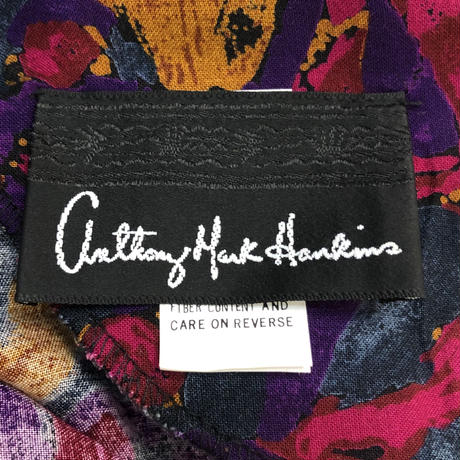 Anthony Mark Hankins
FIBER CONTENT AND
CARE ON REVERSE